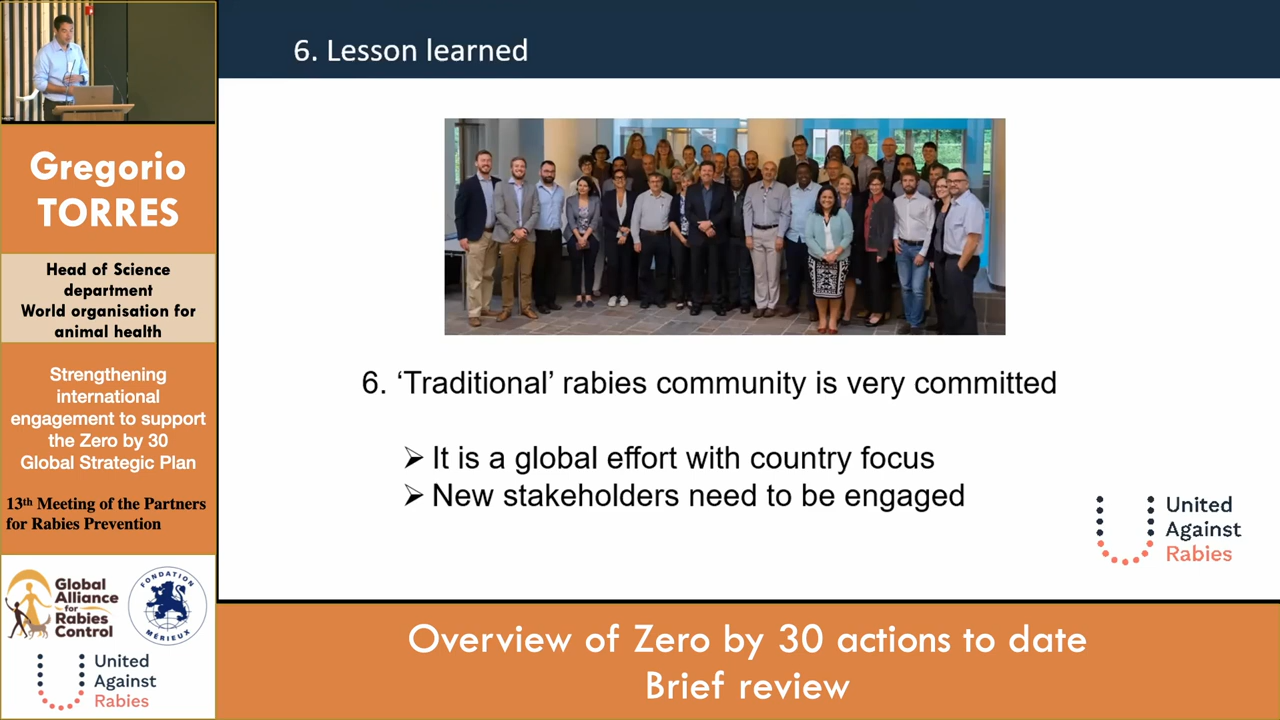 Gregorio
TORRES
Head of Science
department
World organisation for
animal health
Strengthening
international
engagement to support
the Zero by 30
Global Strategic Plan
13th Meeting of the Partners
for Rabies Prevention
Global
Alliance
for
Rabies
Control
FONDATION
MÉRIEUX
United
Against
Rabies
6. Lesson learned
6. ‘Traditional’ rabies community is very committed
➢ It is a global effort with country focus
➢ New stakeholders need to be engaged
United
Against
Rabies
Overview of Zero by 30 actions to date
Brief review